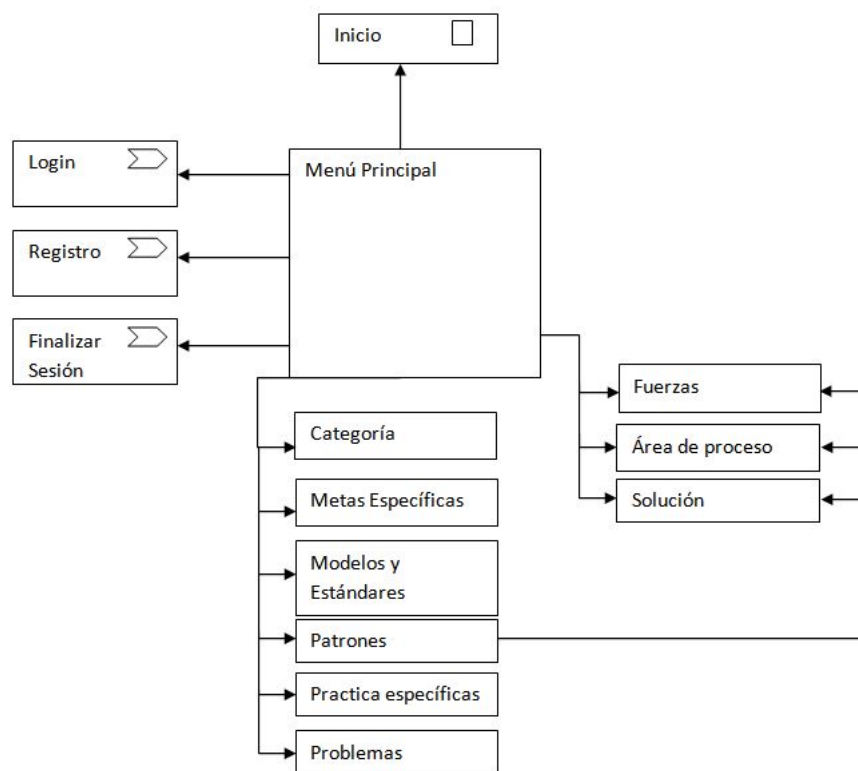 Inicio
Login
Menú Principal
Registro
Finalizar
Sesión
Fuerzas
Categoría
Área de proceso
Metas Específicas
Solución
Modelos y
Estándares
Patrones
Practica específicas
Problemas